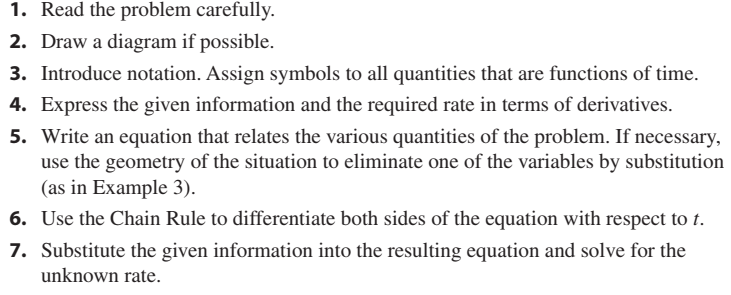 1. Read the problem carefully.
2. Draw a diagram if possible.
3. Introduce notation. Assign symbols to all quantities that are functions of time.
4. Express the given information and the required rate in terms of derivatives.
5. Write an equation that relates the various quantities of the problem. If necessary,
use the geometry of the situation to eliminate one of the variables by substitution
(as in Example 3).
6. Use the Chain Rule to differentiate both sides of the equation with respect to t.
7. Substitute the given information into the resulting equation and solve for the
unknown rate.